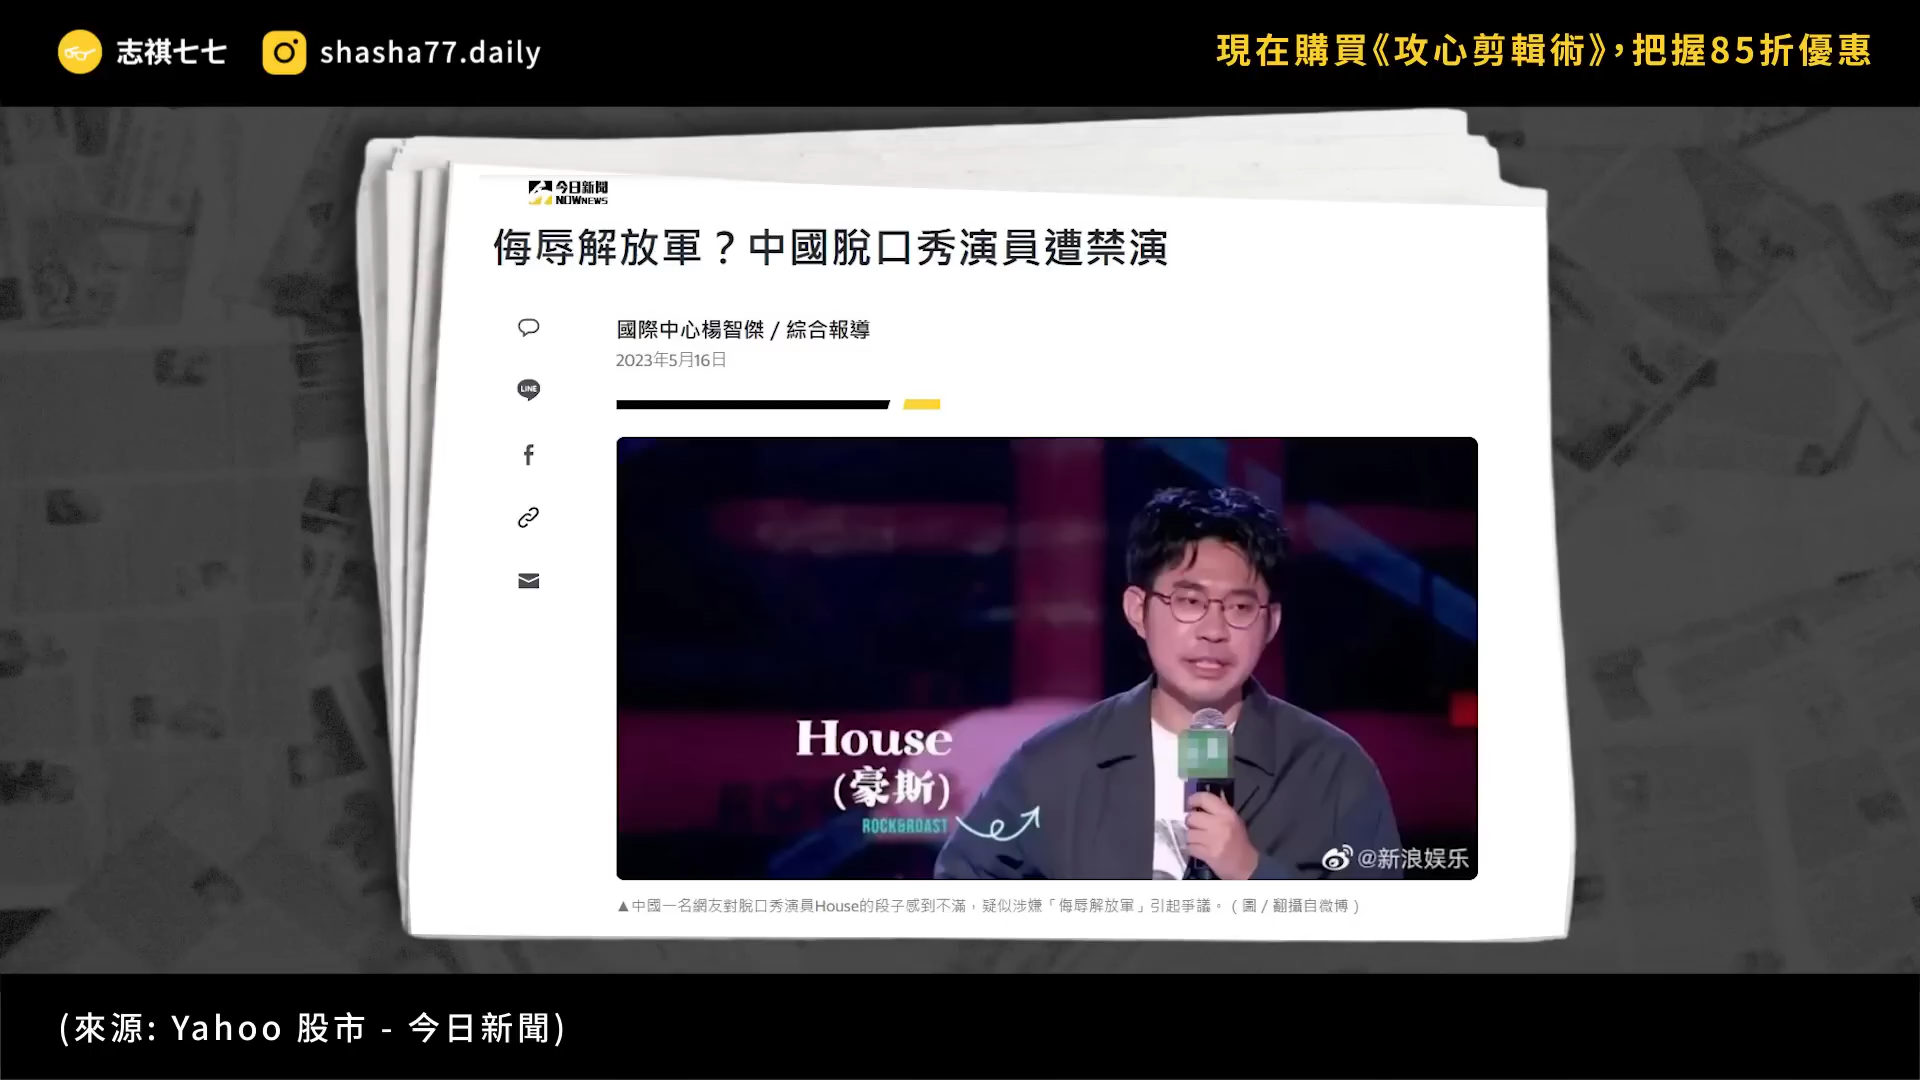 志祺七七
shasha77.daily
現在購買《攻心剪輯術》，把握85折優惠
今日新聞
NOWNEWS
侮辱解放軍？中國脫口秀演員遭禁演
國際中心楊智傑 / 綜合報導
2023年5月16日
LINE
House
(豪斯)
ROCK&ROAST
@新浪娱乐
▲中國一名網友對脫口秀演員House的段子感到不滿，疑似涉嫌「侮辱解放軍」引起爭議。（圖 / 翻攝自微博）
(來源: Yahoo 股市 - 今日新聞)